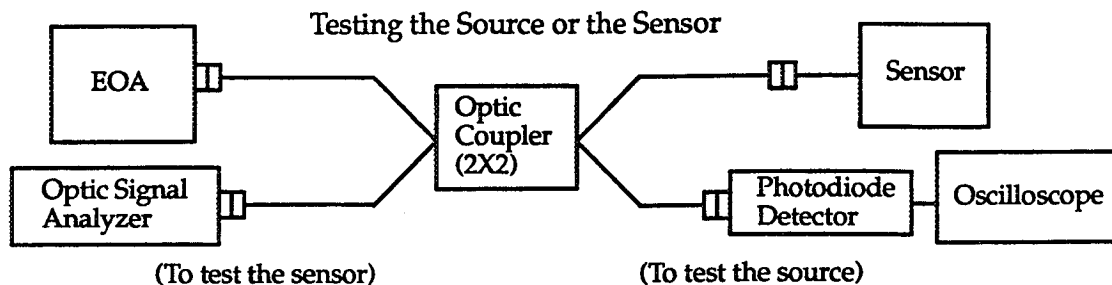 Testing the Source or the Sensor
EOA
Sensor
Optic
Coupler
(2X2)
Optic Signal
Analyzer
Photodiode
Detector
Oscilloscope
(To test the sensor)
(To test the source)